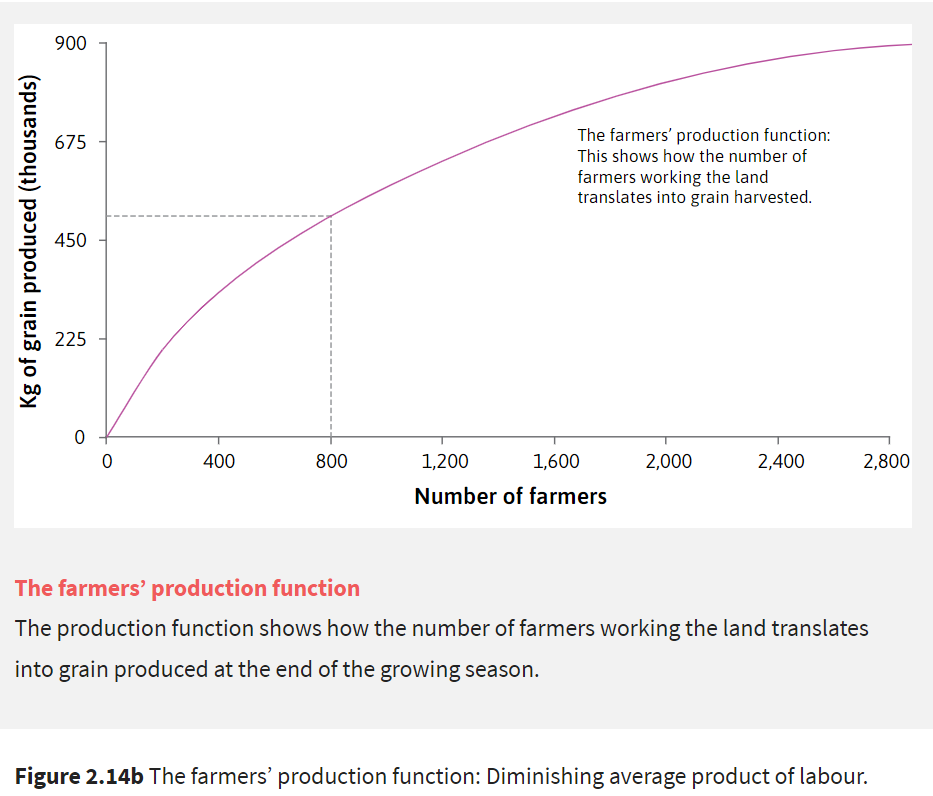 900
675
450
225
0
Kg of grain produced (thousands)
The farmers’ production function:
This shows how the number of
farmers working the land
translates into grain harvested.
0 400 800 1,200 1,600 2,000 2,400 2,800
Number of farmers
The farmers’ production function
The production function shows how the number of farmers working the land translates
into grain produced at the end of the growing season.
Figure 2.14b The farmers’ production function: Diminishing average product of labour.